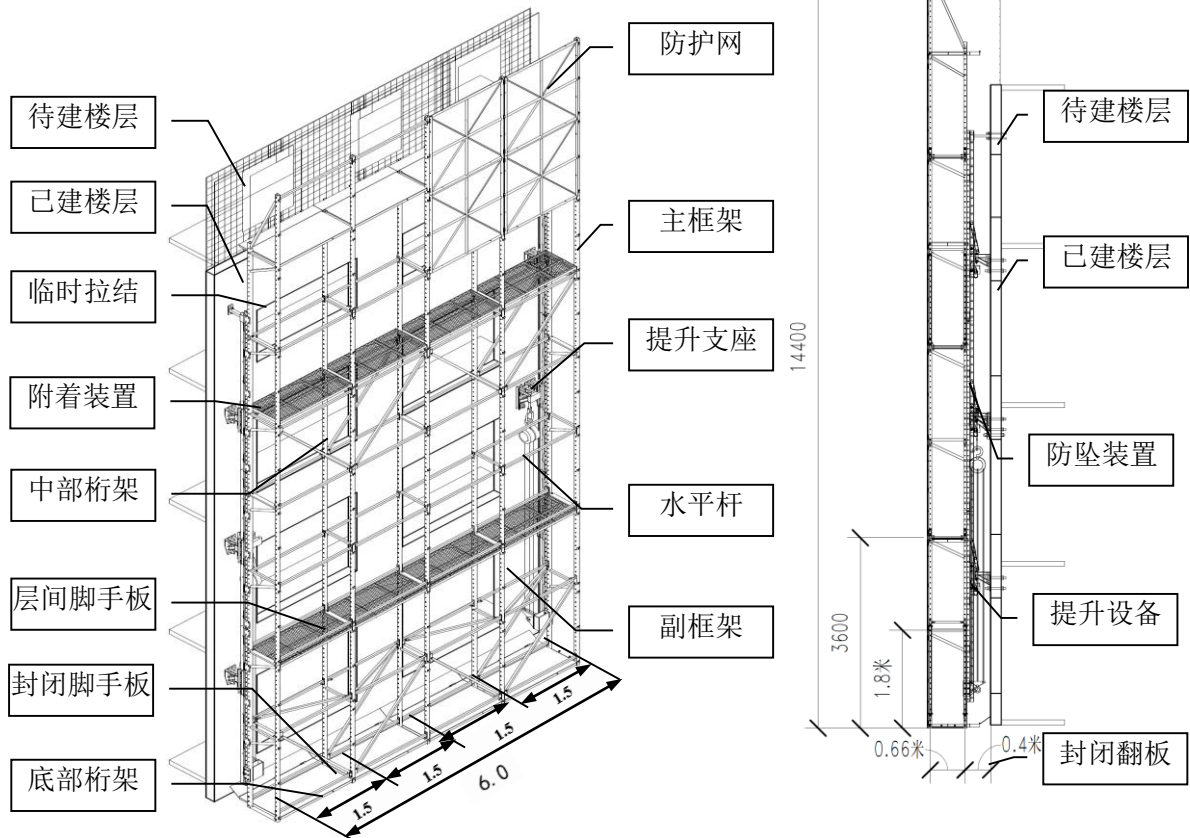 待建楼层
已建楼层
临时拉结
附着装置
中部桁架
层间脚手板
封闭脚手板
底部桁架
防护网
主框架
提升支座
水平杆
副框架
1.5
1.5
1.5
1.5
6.0
待建楼层
已建楼层
防坠装置
提升设备
封闭翻板
14400
3600
1.8米
0.66米
0.4米